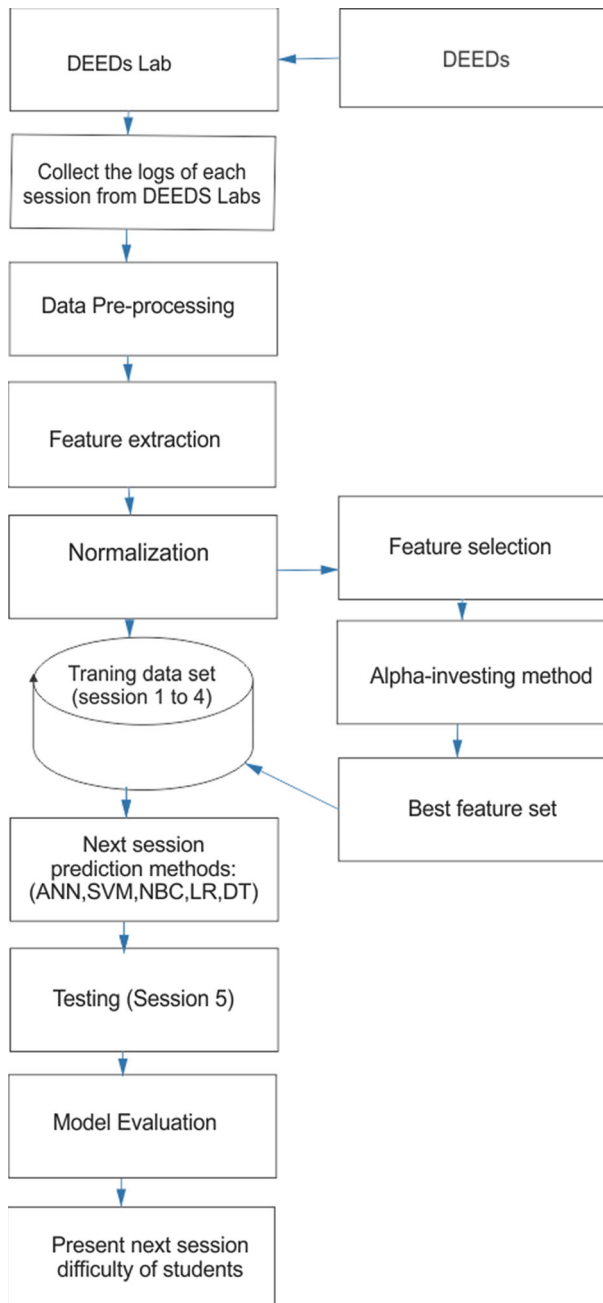 DEEDs Lab
DEEDs
Collect the logs of each
session from DEEDS Labs
Data Pre-processing
Feature extraction
Normalization
Feature selection
Traning data set
(session 1 to 4)
Alpha-investing method
Best feature set
Next session
prediction methods:
(ANN,SVM,NBC,LR,DT)
Testing (Session 5)
Model Evaluation
Present next session
difficulty of students